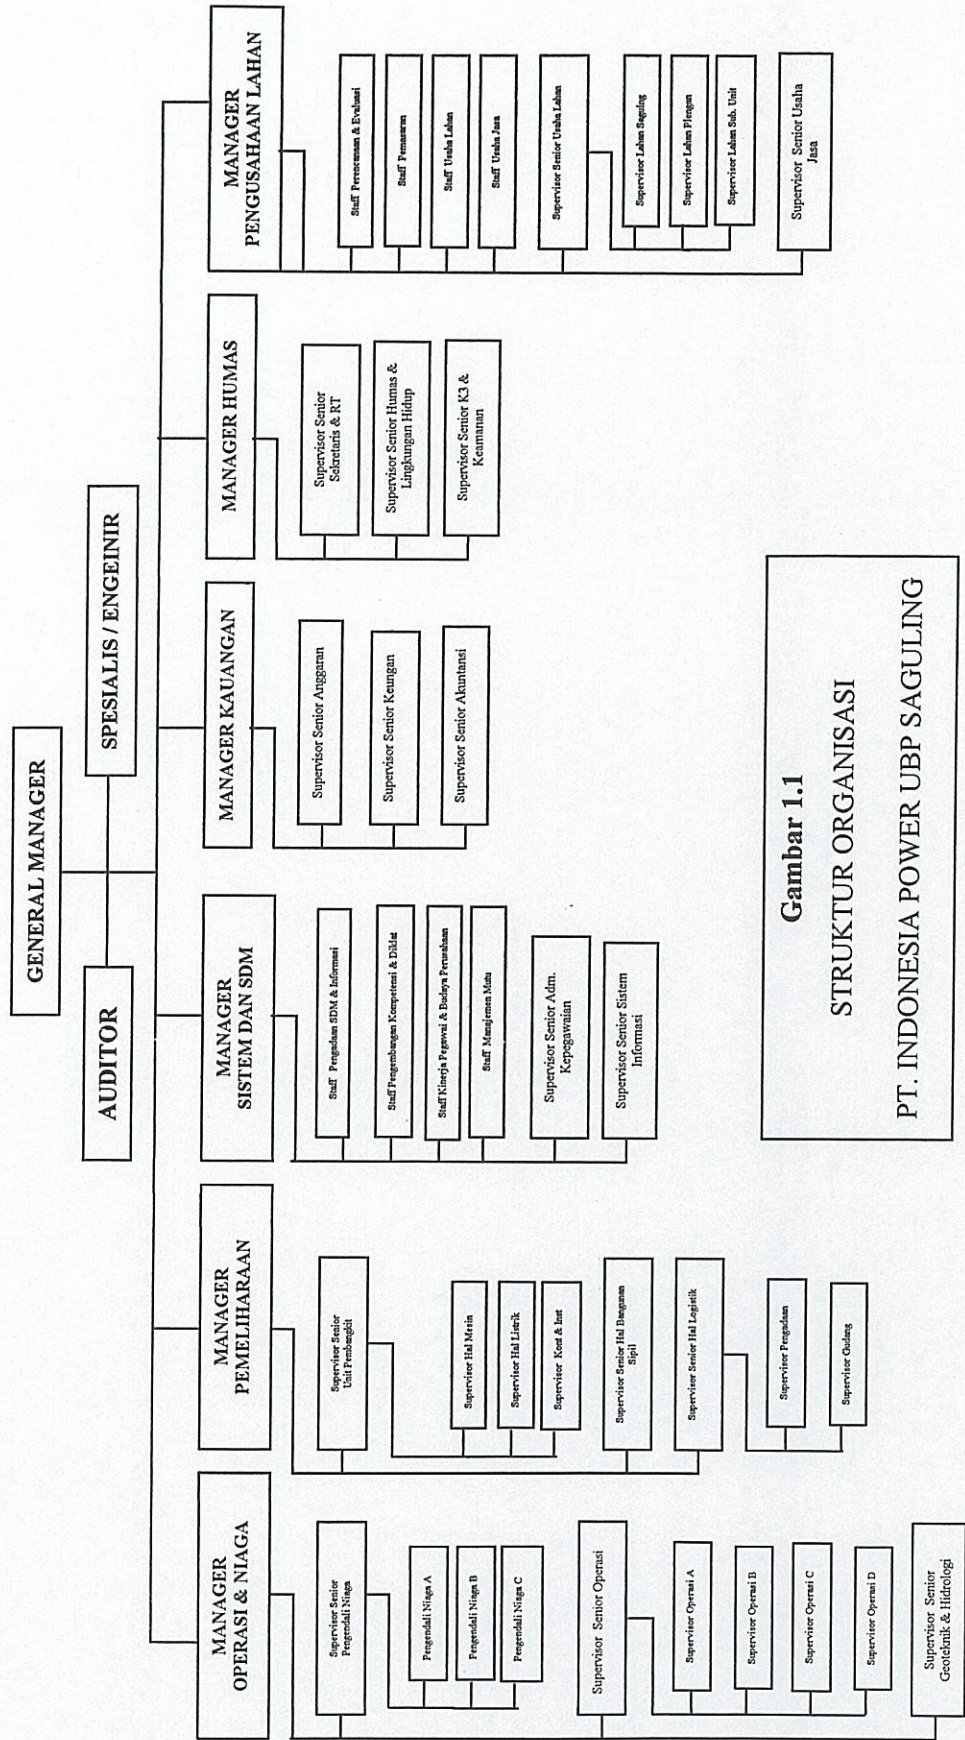 GENERAL MANAGER
AUDITOR
SPESIALIS / ENGEINIR
MANAGER
OPERASI & NIAGA
Supervisor Senior
Pengendali Niaga
Pengendali Niaga A
Pengendali Niaga B
Pengendali Niaga C
Supervisor Senior Operasi
Supervisor Operasi A
Supervisor Operasi B
Supervisor Operasi C
Supervisor Operasi D
Supervisor Senior
Geoteknik & Hidrologi
MANAGER
PEMELIHARAAN
Supervisor Senior
Unit Pembangkit
Supervisor Hal Mesin
Supervisor Hal Listrik
Supervisor Kont & Inst
Supervisor Senior Hal Bangunan
Sipil
Supervisor Senior Hal Logistik
Supervisor Pengadaan
Supervisor Gudang
MANAGER
SISTEM DAN SDM
Staff Pengadaan SDM & Informasi
Staff Pengembangan Kompetensi & Diklat
Staff Kinerja Pegawai & Budaya Perusahaan
Staff Manajemen Mutu
Supervisor Senior Adm.
Kepegawaian
Supervisor Senior Sistem
Informasi
MANAGER KAUANGAN
Supervisor Senior Anggaran
Supervisor Senior Keungan
Supervisor Senior Akuntansi
MANAGER HUMAS
Supervisor Senior
Sekretaris & RT
Supervisor Senior Humas &
Lingkungan Hidup
Supervisor Senior K3 &
Keamanan
MANAGER
PENGUSAHAAN LAHAN
Staff Perencanaan & Evaluasi
Staff Pemasaran
Staff Usaha Lahan
Staff Usaha Jasa
Supervisor Senior Usaha Lahan
Supervisor Lahan Saguling
Supervisor Lahan Plengan
Supervisor Lahan Sub. Unit
Supervisor Senior Usaha
Jasa
Gambar 1.1
STRUKTUR ORGANISASI
PT. INDONESIA POWER UBP SAGULING